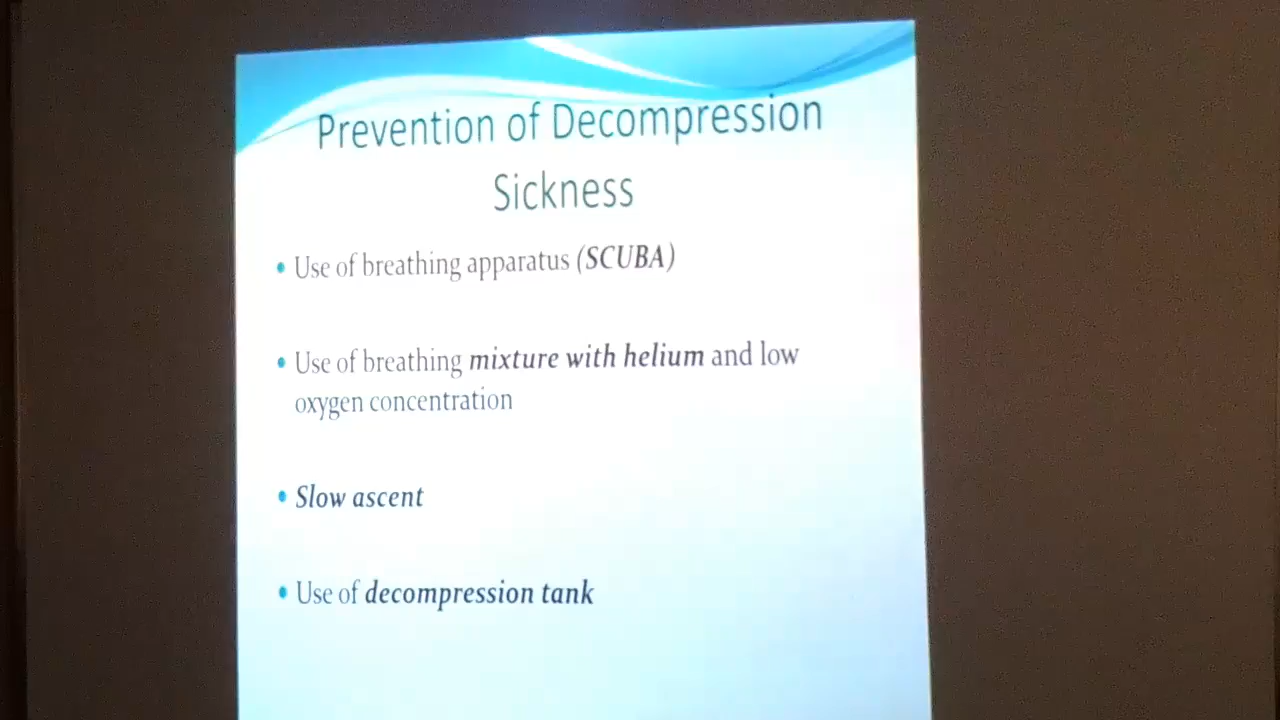 Prevention of Decompression
Sickness
• Use of breathing apparatus (SCUBA)
• Use of breathing mixture with helium and low
oxygen concentration
• Slow ascent
• Use of decompression tank